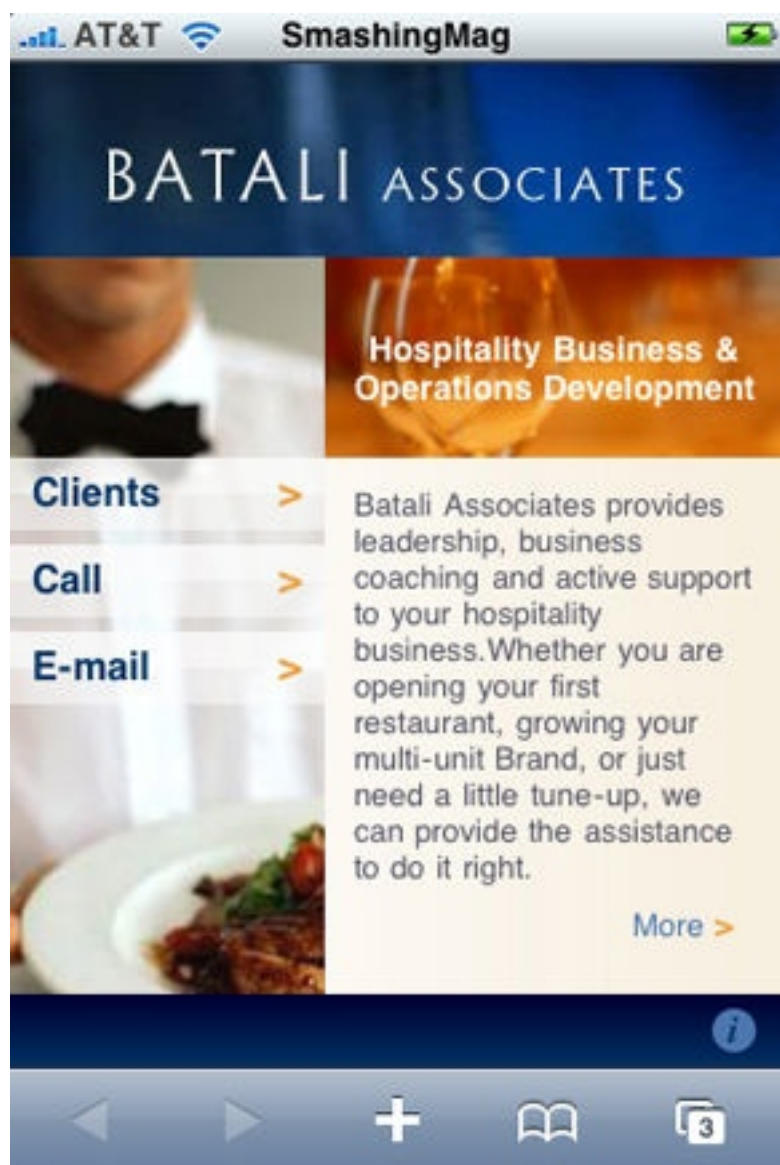 AT&T SmashingMag
BATALI ASSOCIATES
Hospitality Business &
Operations Development
Clients >
Call >
E-mail >
Batali Associates provides
leadership, business
coaching and active support
to your hospitality
business.Whether you are
opening your first
restaurant, growing your
multi-unit Brand, or just
need a little tune-up, we
can provide the assistance
to do it right.
More >
i
3